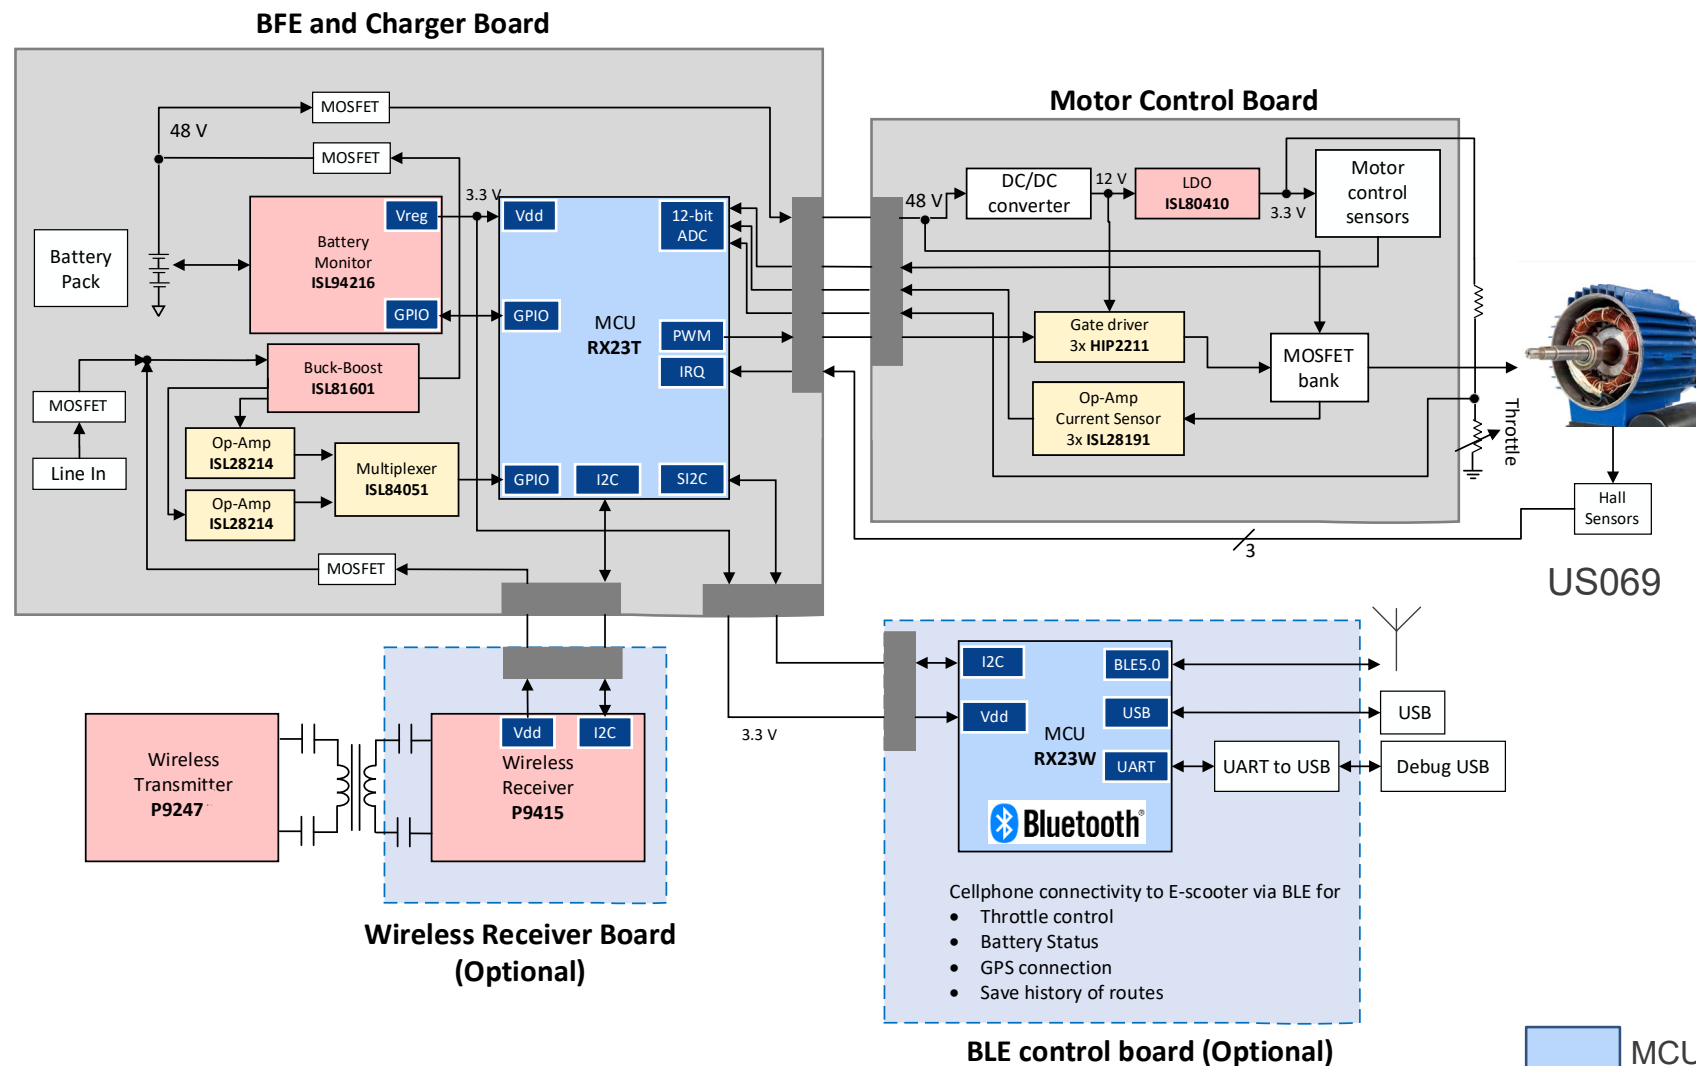 BFE and Charger Board
MOSFET
48 V
MOSFET
3.3 V
Vreg
Vdd
12-bit
ADC
Battery
Pack
Battery
Monitor
ISL94216
GPIO
GPIO
MCU
RX23T
PWM
IRQ
Buck-Boost
ISL81601
MOSFET
Line In
Op-Amp
ISL28214
Multiplexer
ISL84051
Op-Amp
ISL28214
GPIO
I2C
SI2C
MOSFET
Motor Control Board
48 V
DC/DC
converter
12 V
LDO
ISL80410
3.3 V
Motor
control
sensors
Gate driver
3x HIP2211
MOSFET
bank
Op-Amp
Current Sensor
3x ISL28191
Throttle
Hall
Sensors
3
US069
Wireless
Transmitter
P9247
Vdd
I2C
Wireless
Receiver
P9415
Wireless Receiver Board
(Optional)
3.3 V
I2C
Vdd
MCU
RX23W
BLE5.0
USB
UART
Bluetooth®
USB
UART to USB
Debug USB
Cellphone connectivity to E-scooter via BLE for
• Throttle control
• Battery Status
• GPS connection
• Save history of routes
BLE control board (Optional)
MCU